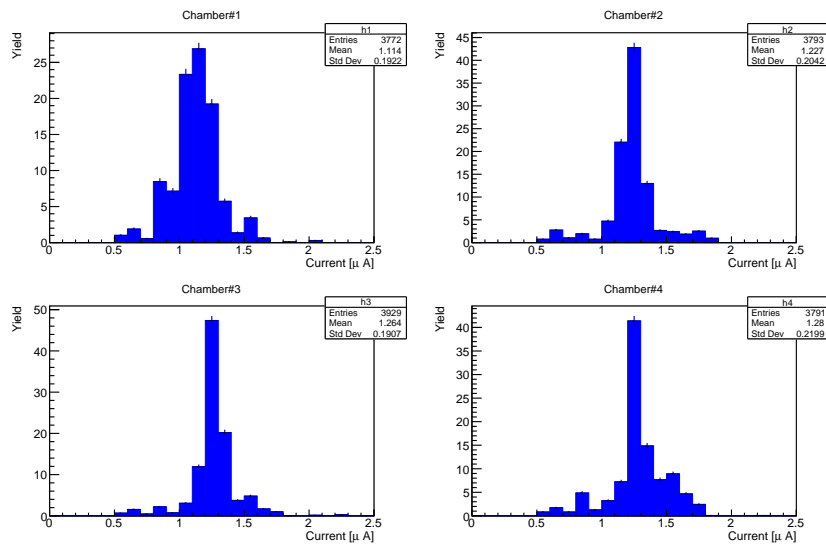 Chamber#1
h1
Entries 3772
Mean 1.114
Std Dev 0.1922
Yield
25
20
15
10
5
0
0 0.5 1 1.5 2 2.5
Current [μ A]
Chamber#2
h2
Entries 3793
Mean 1.227
Std Dev 0.2042
Yield
45
40
35
30
25
20
15
10
5
0
0 0.5 1 1.5 2 2.5
Current [μ A]
Chamber#3
h3
Entries 3929
Mean 1.264
Std Dev 0.1907
Yield
50
40
30
20
10
0
0 0.5 1 1.5 2 2.5
Current [μ A]
Chamber#4
h4
Entries 3791
Mean 1.28
Std Dev 0.2199
Yield
40
35
30
25
20
15
10
5
0
0 0.5 1 1.5 2 2.5
Current [μ A]